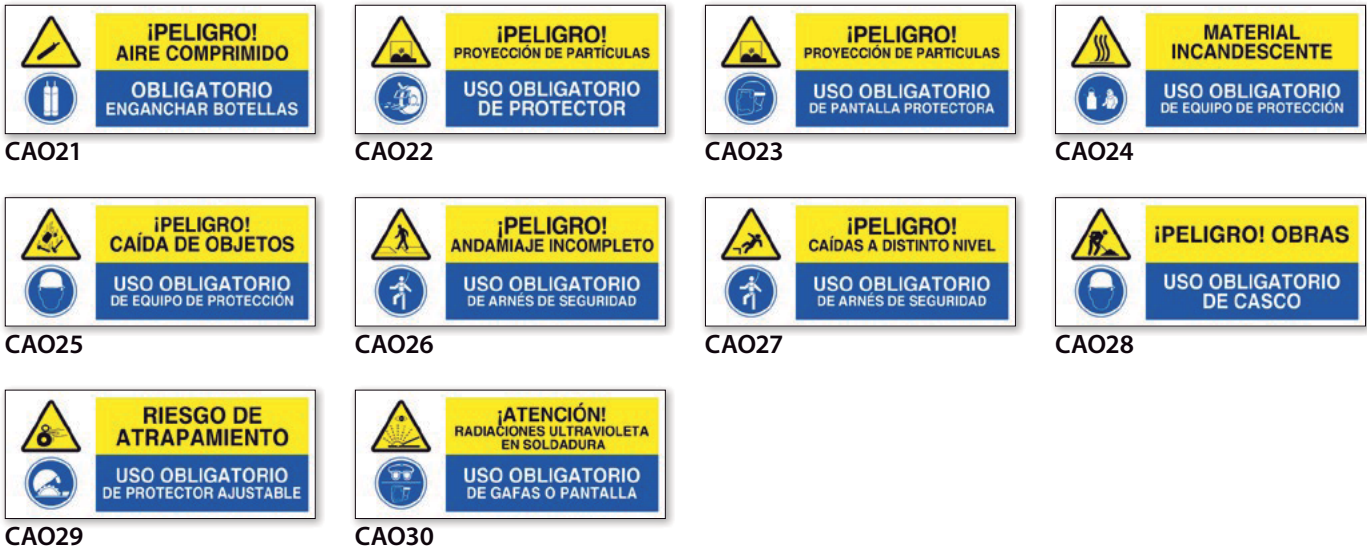 ¡PELIGRO!
AIRE COMPRIMIDO
OBLIGATORIO
ENGANCHAR BOTELLAS
CAO21
¡PELIGRO!
PROYECCIÓN DE PARTÍCULAS
USO OBLIGATORIO
DE PROTECTOR
CAO22
¡PELIGRO!
PROYECCIÓN DE PARTICULAS
USO OBLIGATORIO
DE PANTALLA PROTECTORA
CAO23
MATERIAL
INCANDESCENTE
USO OBLIGATORIO
DE EQUIPO DE PROTECCIÓN
CAO24
¡PELIGRO!
CAÍDA DE OBJETOS
USO OBLIGATORIO
DE EQUIPO DE PROTECCIÓN
CAO25
¡PELIGRO!
ANDAMIAJE INCOMPLETO
USO OBLIGATORIO
DE ARNÉS DE SEGURIDAD
CAO26
¡PELIGRO!
CAÍDAS A DISTINTO NIVEL
USO OBLIGATORIO
DE ARNÉS DE SEGURIDAD
CAO27
¡PELIGRO! OBRAS
USO OBLIGATORIO
DE CASCO
CAO28
RIESGO DE
ATRAPAMIENTO
USO OBLIGATORIO
DE PROTECTOR AJUSTABLE
CAO29
¡ATENCIÓN!
RADIACIONES ULTRAVIOLETA
EN SOLDADURA
USO OBLIGATORIO
DE GAFAS O PANTALLA
CAO30